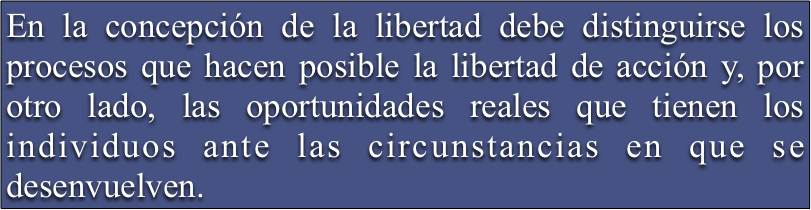 En la concepción de la libertad debe distinguirse los
procesos que hacen posible la libertad de acción y, por
otro lado, las oportunidades reales que tienen los
individuos ante las circunstancias en que se
desenvuelven.